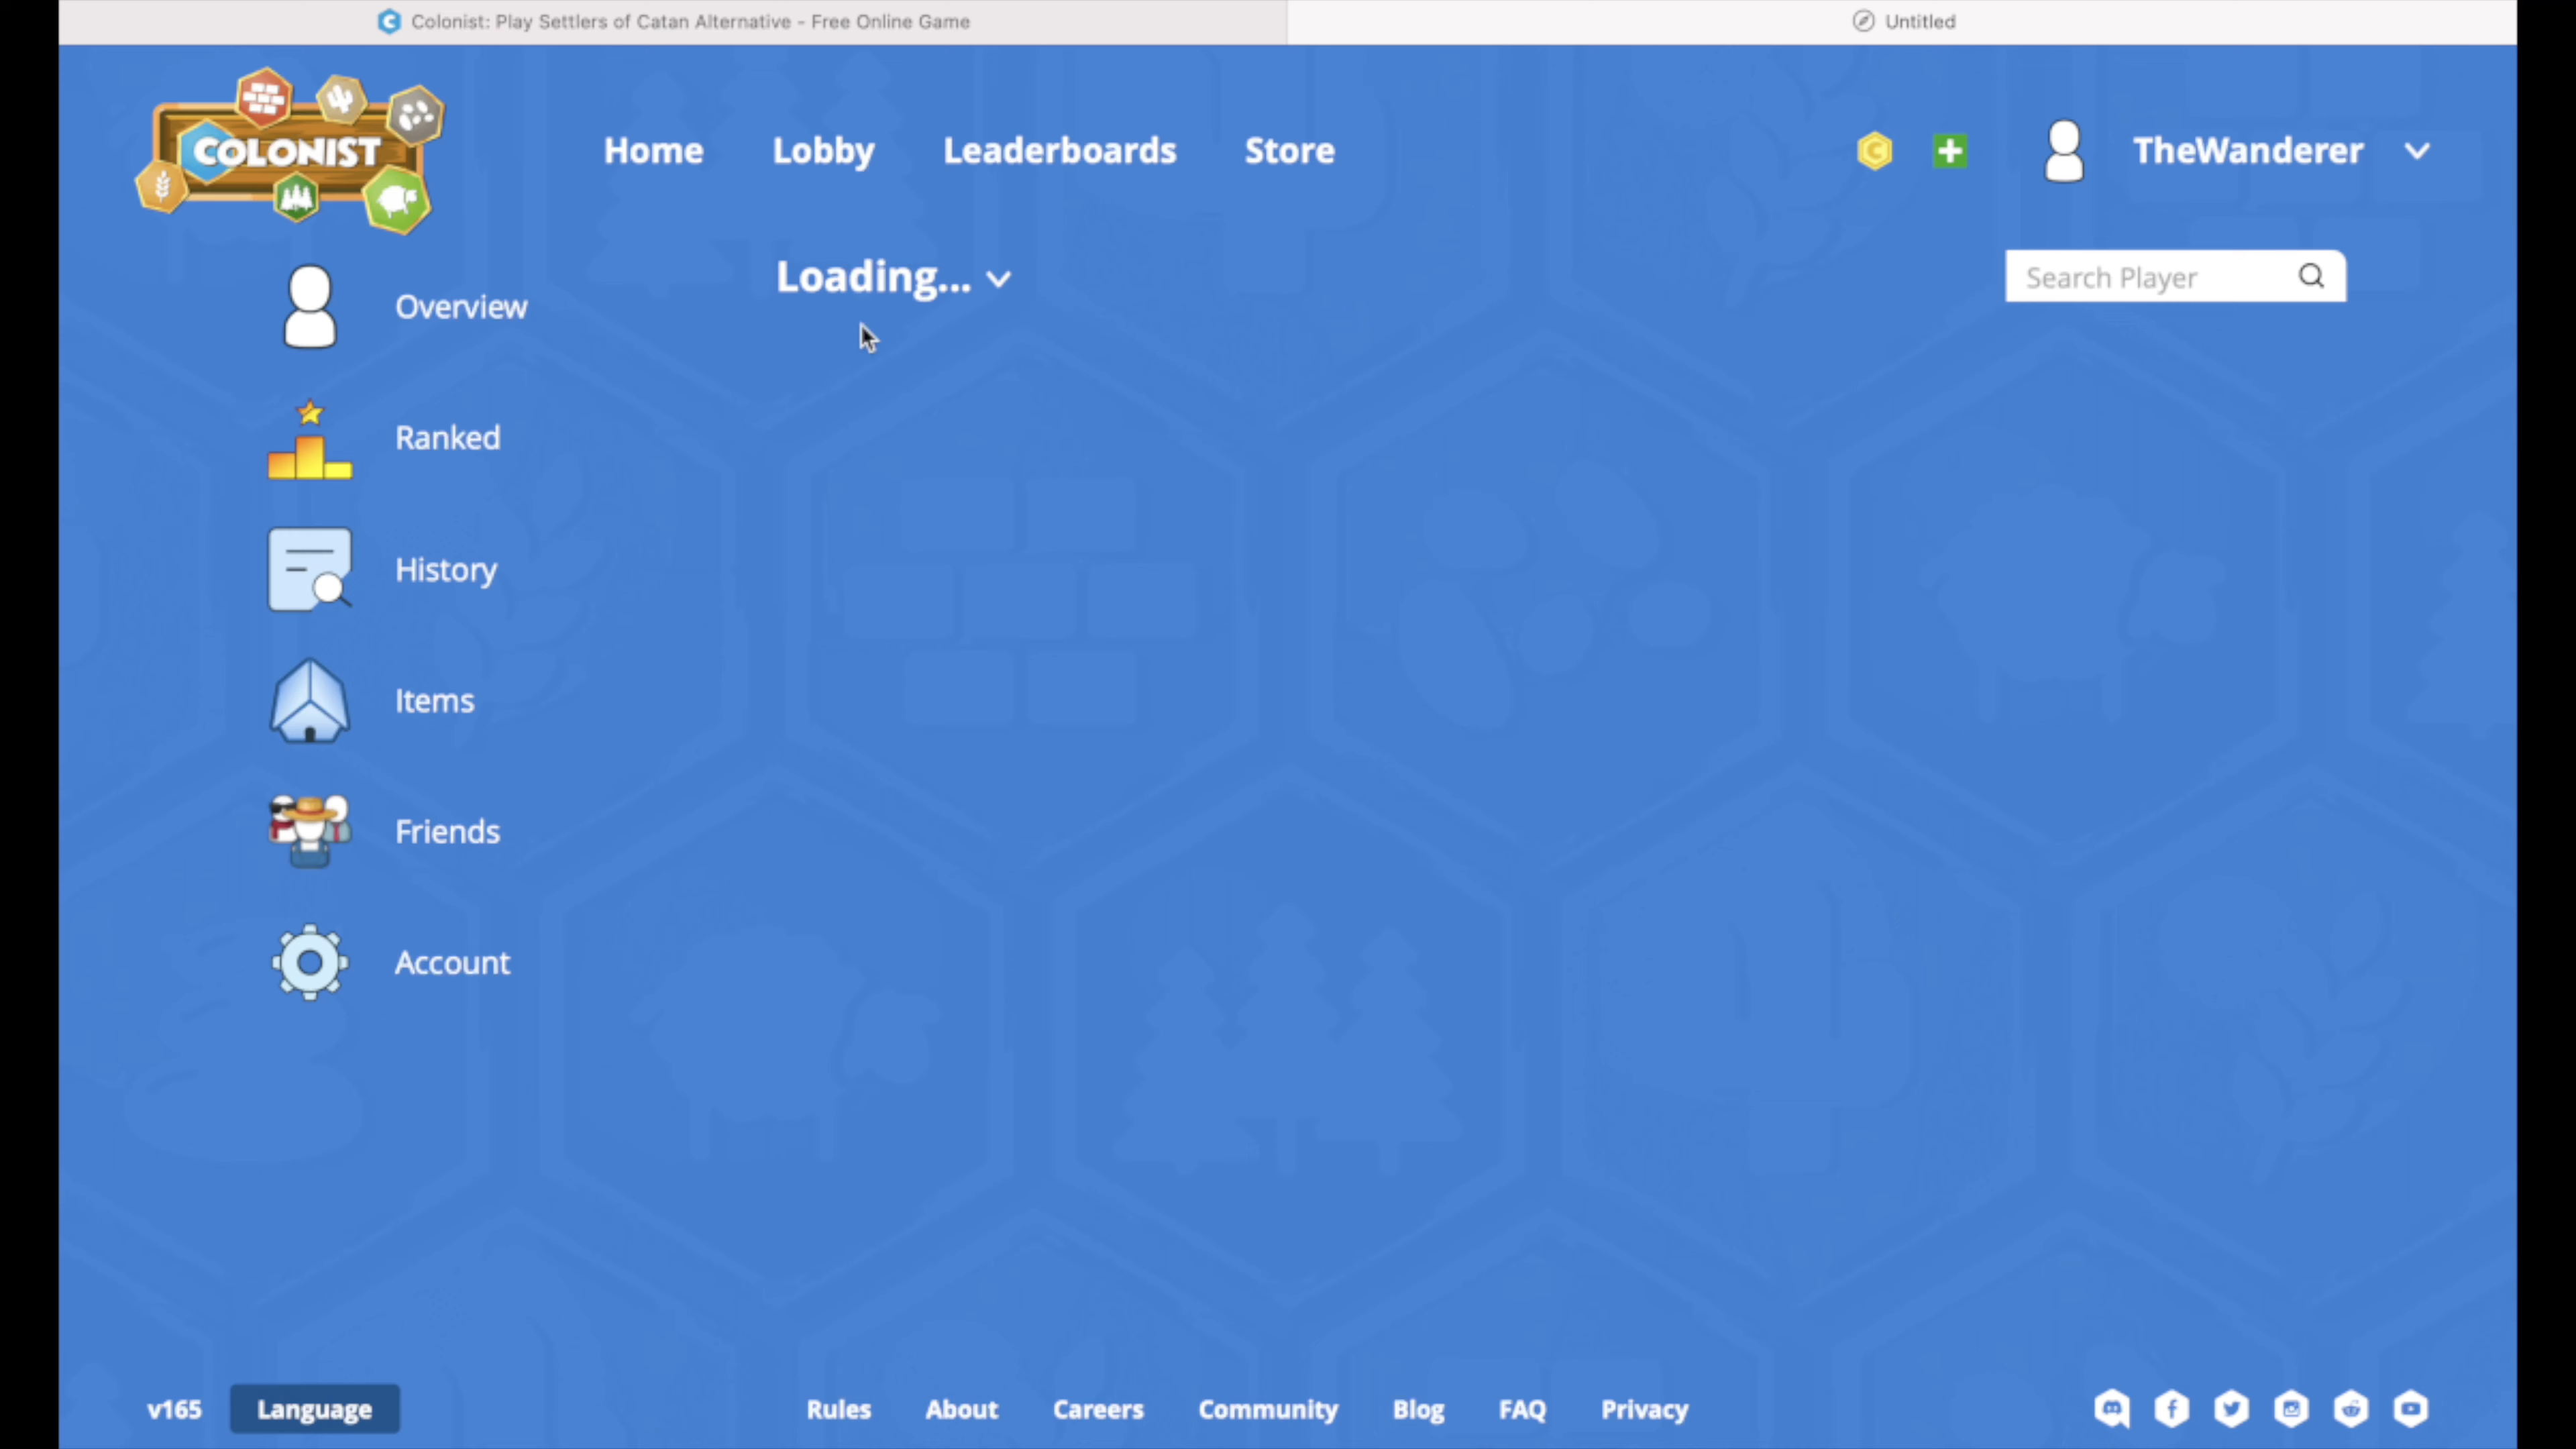 Colonist: Play Settlers of Catan Alternative - Free Online Game
Untitled
COLONIST
Home Lobby Leaderboards Store
TheWanderer
Loading...
Search Player
Overview
Ranked
History
Items
Friends
Account
v165 Language Rules About Careers Community Blog FAQ Privacy